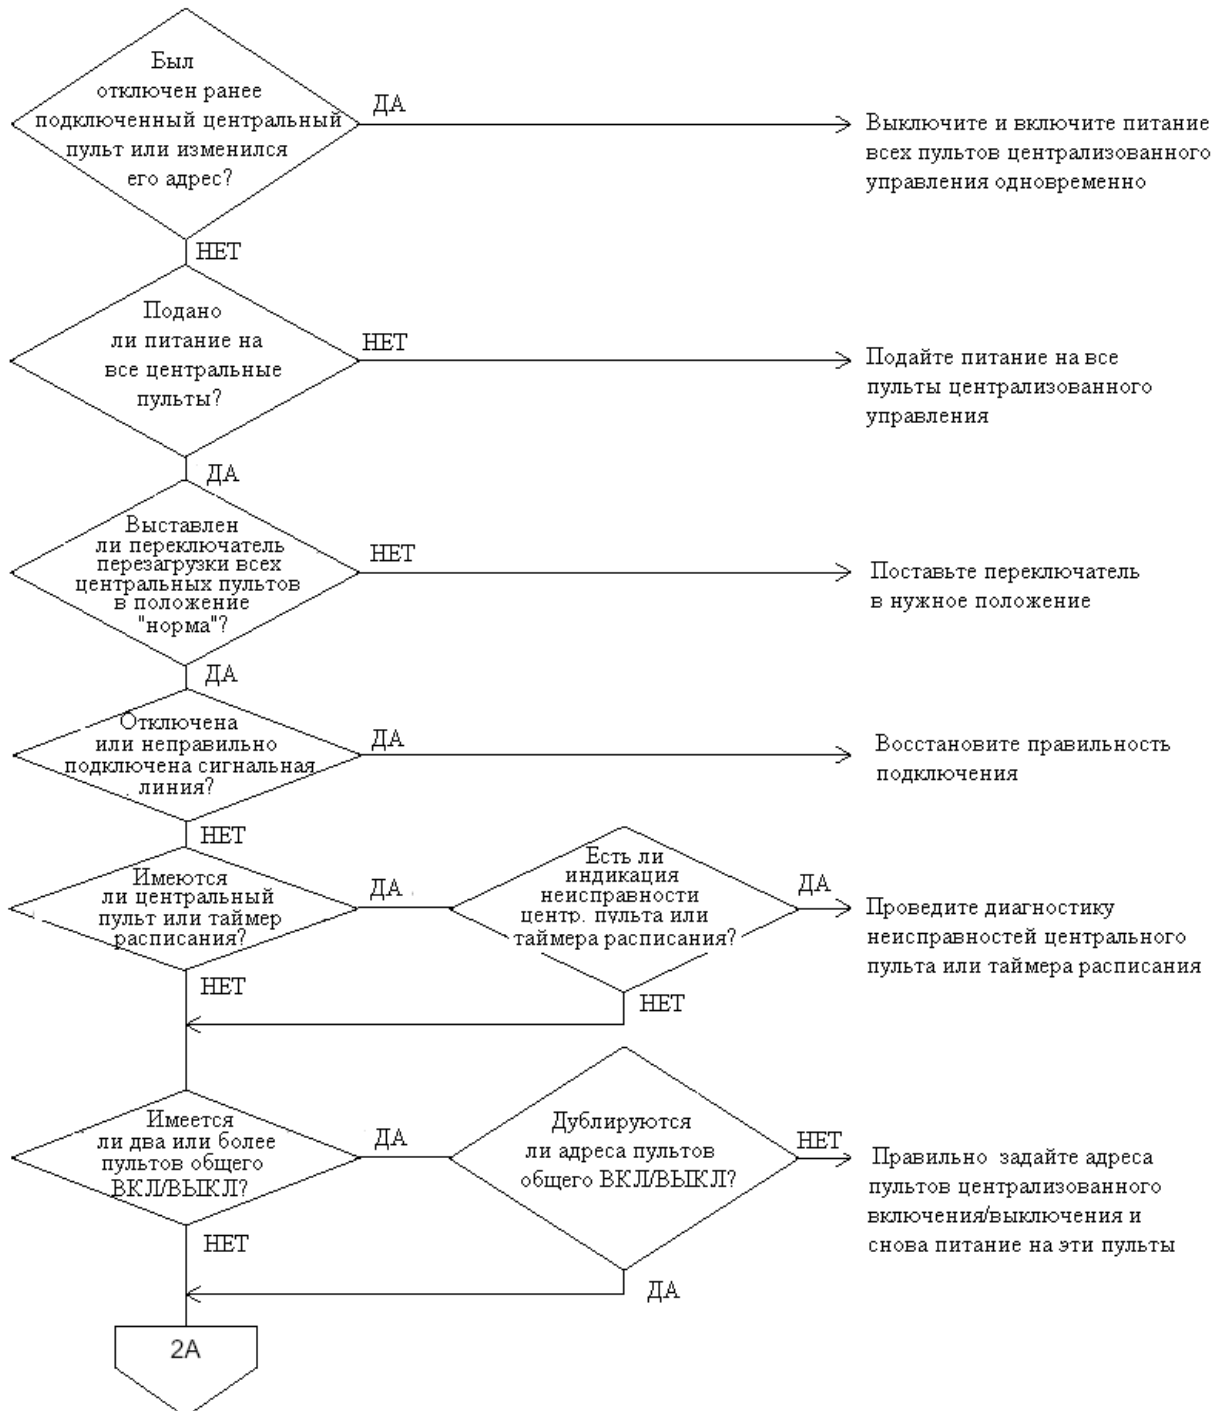 Был
отключен ранее
подключенный центральный
пульт или изменился
его адрес?
ДА
Выключите и включите питание
всех пультов централизованного
управления одновременно
НЕТ
Подано
ли питание на
все центральные
пульты?
НЕТ
Подайте питание на все
пульты централизованного
управления
ДА
Выставлен
ли переключатель
перезагрузки всех
центральных пультов
в положение
"норма"?
НЕТ
Поставьте переключатель
в нужное положение
ДА
Отключена
или неправильно
подключена сигнальная
линия?
ДА
Восстановите правильность
подключения
НЕТ
Имеются
ли центральный
пульт или таймер
расписания?
ДА
Есть ли
индикация
неисправности
центр. пульта или
таймера расписания?
ДА
Проведите диагностику
неисправностей центрального
пульта или таймера расписания
НЕТ
НЕТ
Имеется
ли два или более
пультов общего
ВКЛ/ВЫКЛ?
ДА
Дублируются
ли адреса пультов
общего ВКЛ/ВЫКЛ?
НЕТ
Правильно задайте адреса
пультов централизованного
включения/выключения и
снова питание на эти пульты
НЕТ
ДА
2А